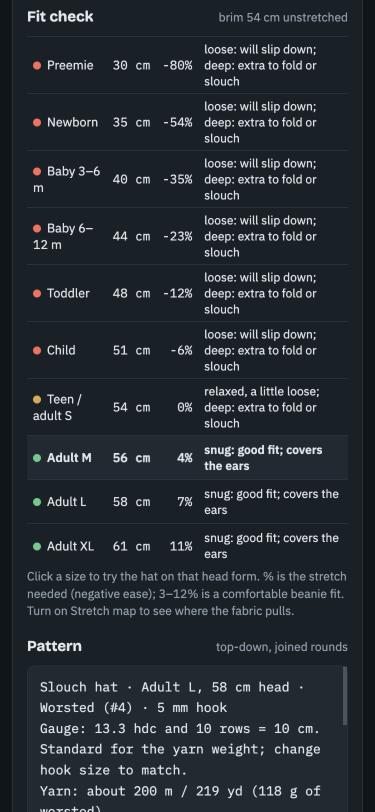 Fit check brim 54 cm unstretched
Preemie 30 cm -80% loose: will slip down;
deep: extra to fold or
slouch
Newborn 35 cm -54% loose: will slip down;
deep: extra to fold or
slouch
Baby 3–6
m 40 cm -35% loose: will slip down;
deep: extra to fold or
slouch
Baby 6–
12 m 44 cm -23% loose: will slip down;
deep: extra to fold or
slouch
Toddler 48 cm -12% loose: will slip down;
deep: extra to fold or
slouch
Child 51 cm -6% loose: will slip down;
deep: extra to fold or
slouch
Teen /
adult S 54 cm 0% relaxed, a little loose;
deep: extra to fold or
slouch
Adult M 56 cm 4% snug: good fit; covers
the ears
Adult L 58 cm 7% snug: good fit; covers the
ears
Adult XL 61 cm 11% snug: good fit; covers the
ears
Click a size to try the hat on that head form. % is the stretch
needed (negative ease); 3–12% is a comfortable beanie fit.
Turn on Stretch map to see where the fabric pulls.
Pattern top-down, joined rounds
Slouch hat · Adult L, 58 cm head ·
Worsted (#4) · 5 mm hook
Gauge: 13.3 hdc and 10 rows = 10 cm.
Standard for the yarn weight; change
hook size to match.
Yarn: about 200 m / 219 yd (118 g of
worsted)